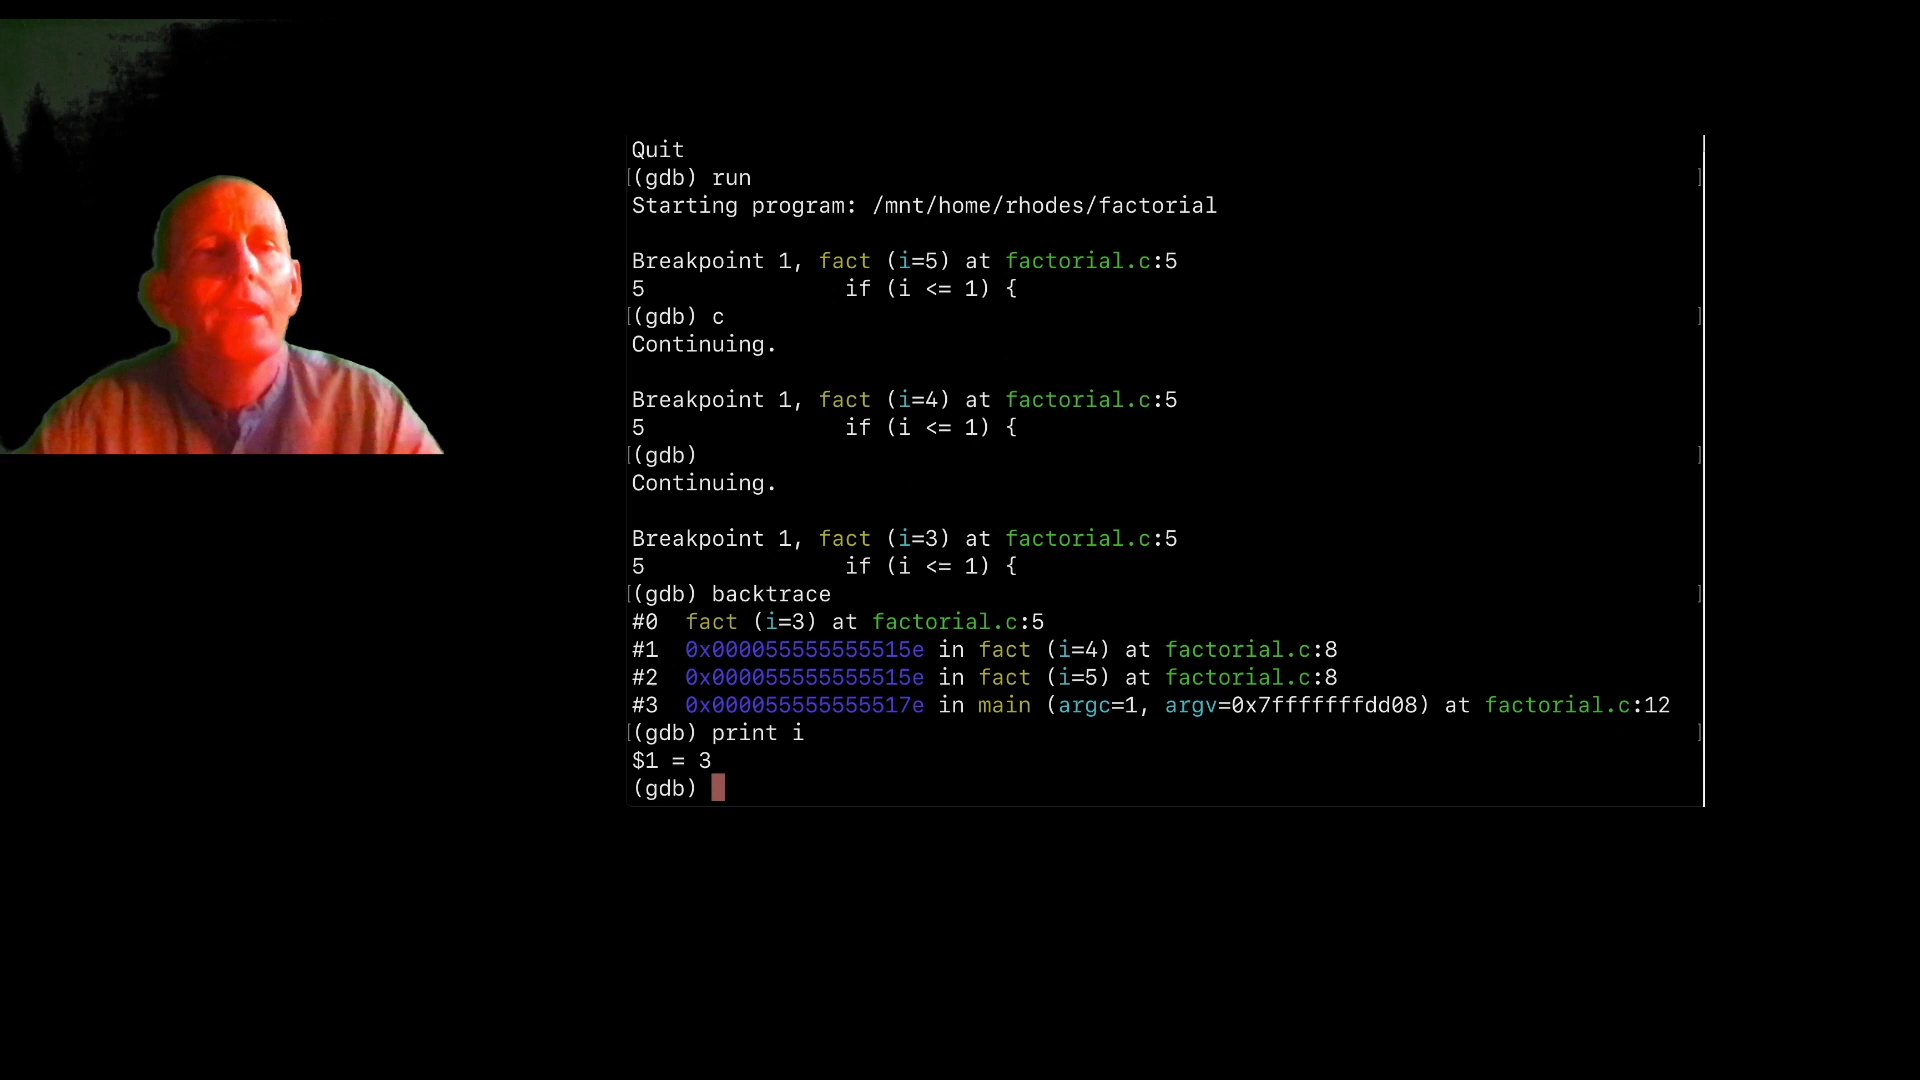 Quit
(gdb) run
Starting program: /mnt/home/rhodes/factorial
Breakpoint 1, fact (i=5) at factorial.c:5
5               if (i <= 1) {
(gdb) c
Continuing.
Breakpoint 1, fact (i=4) at factorial.c:5
5               if (i <= 1) {
(gdb)
Continuing.
Breakpoint 1, fact (i=3) at factorial.c:5
5               if (i <= 1) {
(gdb) backtrace
#0  fact (i=3) at factorial.c:5
#1  0x000055555555515e in fact (i=4) at factorial.c:8
#2  0x000055555555515e in fact (i=5) at factorial.c:8
#3  0x000055555555517e in main (argc=1, argv=0x7fffffffdd08) at factorial.c:12
(gdb) print i
$1 = 3
(gdb)